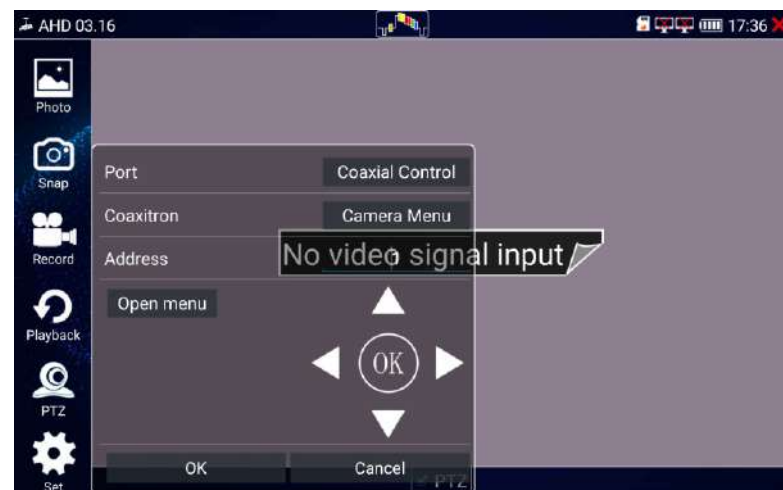 AHD 03.16
17:36
Photo
Snap
Record
Playback
PTZ
Set
Port Coaxial Control
Coaxitron Camera Menu
Address
No video signal input
Open menu
OK
OK Cancel
PTZ